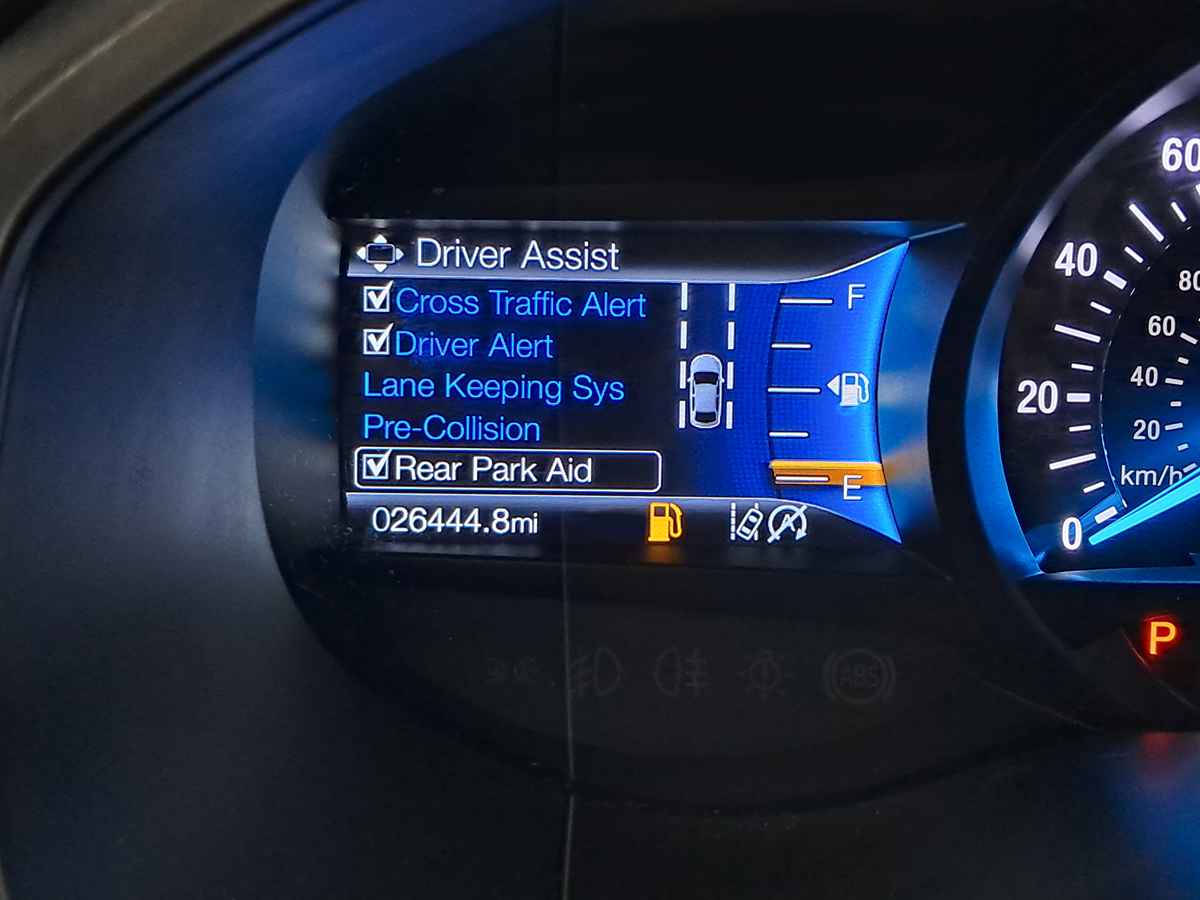 Driver Assist
Cross Traffic Alert
Driver Alert
Lane Keeping Sys
Pre-Collision
Rear Park Aid
026444.8mi
F
E
A
60
40
20
0
80
60
40
20
km/h
P
ABS